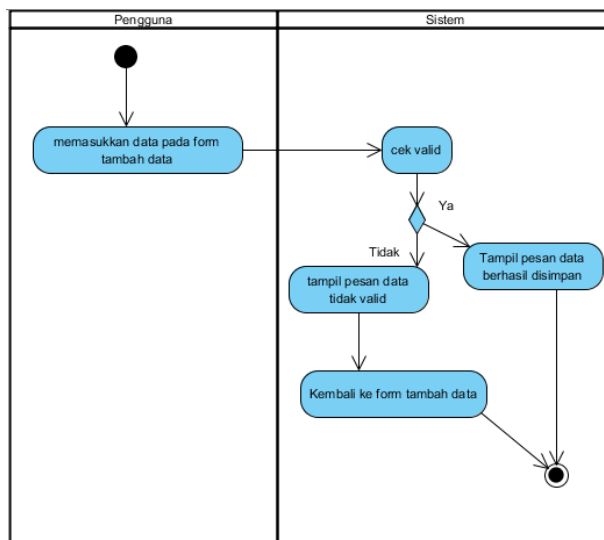 Pengguna
Sistem
memasukkan data pada form
tambah data
cek valid
Ya
Tidak
Tampil pesan data
berhasil disimpan
tampil pesan data
tidak valid
Kembali ke form tambah data